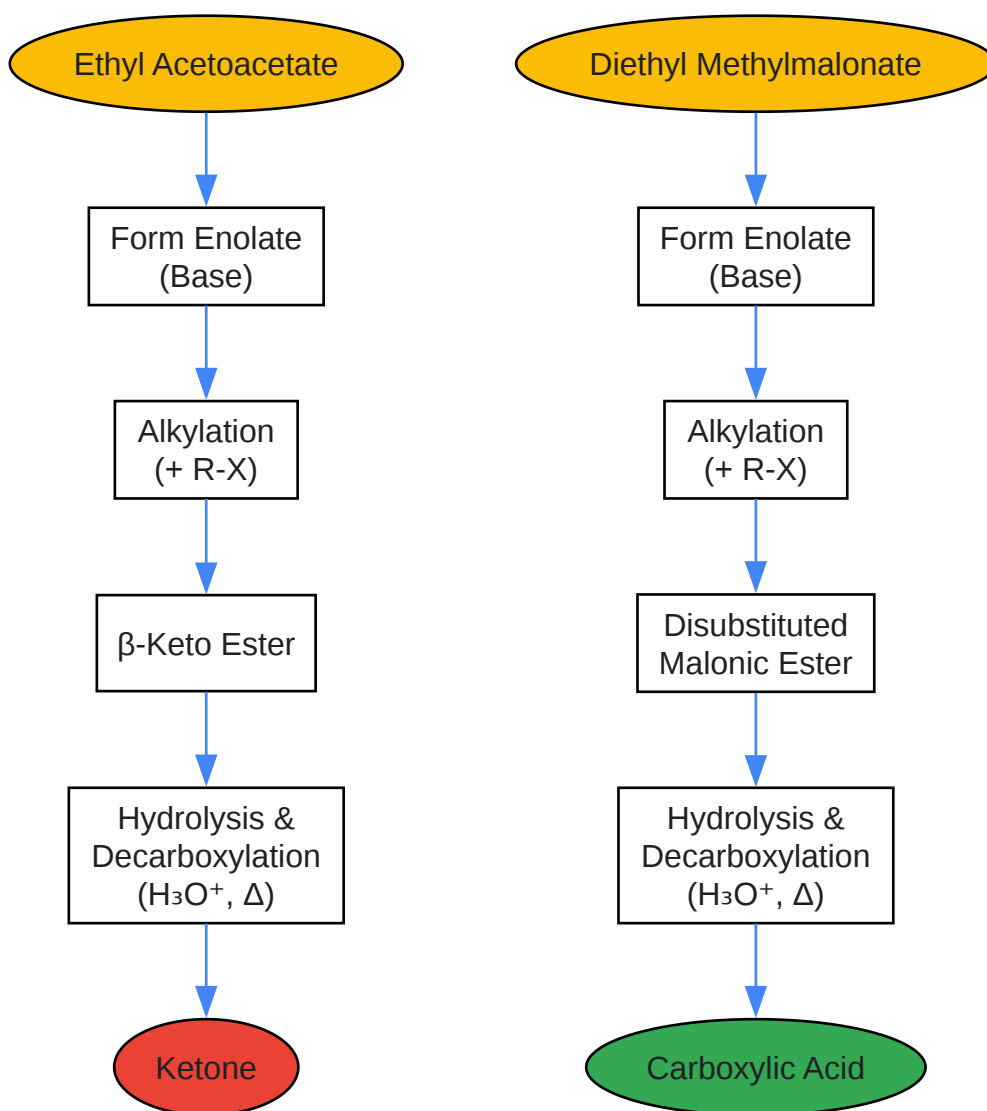 Ethyl Acetoacetate
Form Enolate
(Base)
Alkylation
(+ R-X)
β-Keto Ester
Hydrolysis &
Decarboxylation
(H₃O⁺, Δ)
Ketone
Diethyl Methylmalonate
Form Enolate
(Base)
Alkylation
(+ R-X)
Disubstituted
Malonic Ester
Hydrolysis &
Decarboxylation
(H₃O⁺, Δ)
Carboxylic Acid